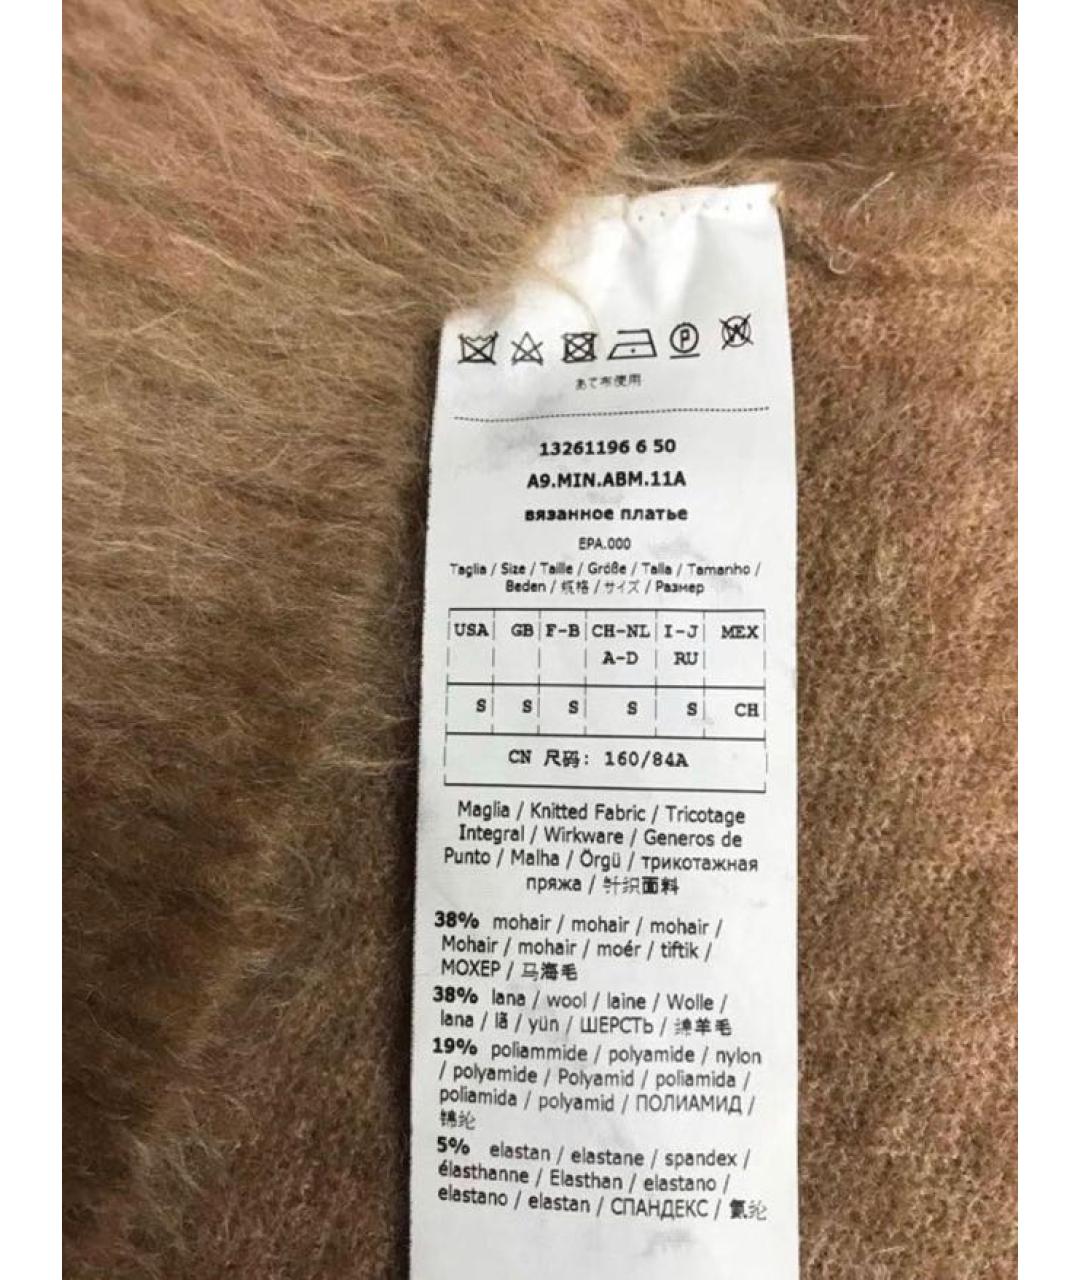 P
W
あて布使用
13261196 6 50
A9.MIN.ABM.11A
вязанное платье
EPA.000
Taglia / Size / Taille / Größe / Talla / Tamanho /
Beden / 规格 / サイズ / Размер
USA GB F-B CH-NL I-J MEX
A-D RU
S S S S S CH
CN 尺码: 160/84A
Maglia / Knitted Fabric / Tricotage
Integral / Wirkware / Generos de
Punto / Malha / Örgü / трикотажная
пряжа / 针织面料
38% mohair / mohair / mohair /
Mohair / mohair / moér / tiftik /
МОХЕР / 马海毛
38% lana / wool / laine / Wolle /
lana / lã / yün / ШЕРСТЬ / 绵羊毛
19% poliammide / polyamide / nylon
/ polyamide / Polyamid / poliamida /
poliamida / polyamid / ПОЛИАМИД /
锦纶
5% elastan / elastane / spandex /
élasthanne / Elasthan / elastano /
elastano / elastan / СПАНДЕКС / 氨纶